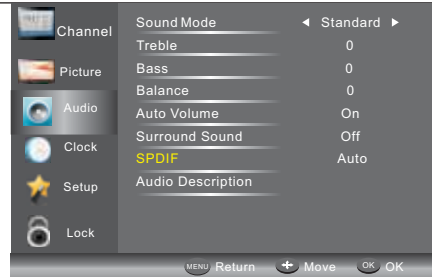 Channel
Picture
Audio
Clock
Setup
Lock
Sound Mode ◀ Standard ▶
Treble 0
Bass 0
Balance 0
Auto Volume On
Surround Sound Off
SPDIF Auto
Audio Description
MENU Return + Move OK OK